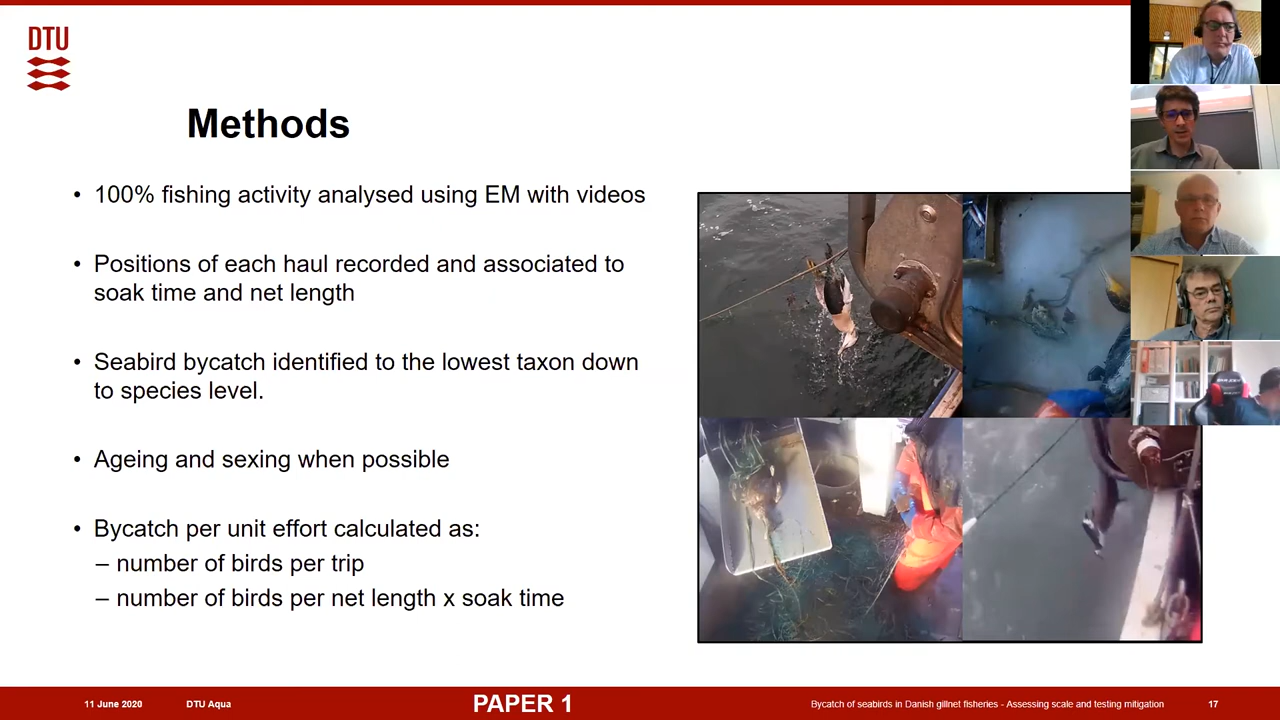 DTU
Methods
• 100% fishing activity analysed using EM with videos
• Positions of each haul recorded and associated to
soak time and net length
• Seabird bycatch identified to the lowest taxon down
to species level.
• Ageing and sexing when possible
• Bycatch per unit effort calculated as:
– number of birds per trip
– number of birds per net length x soak time
11 June 2020
DTU Aqua
PAPER 1
Bycatch of seabirds in Danish gillnet fisheries - Assessing scale and testing mitigation
17